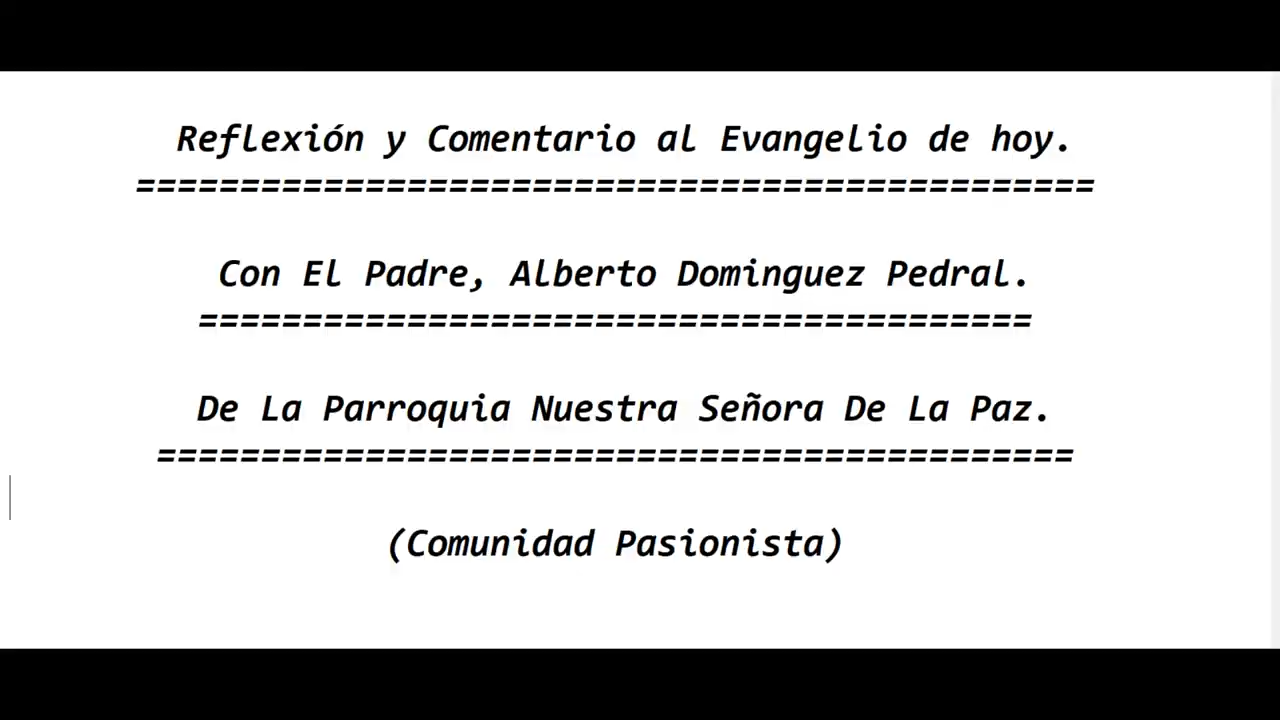 Reflexión y Comentario al Evangelio de hoy.
==============================================
Con El Padre, Alberto Dominguez Pedral.
========================================
De La Parroquia Nuestra Señora De La Paz.
============================================
(Comunidad Pasionista)